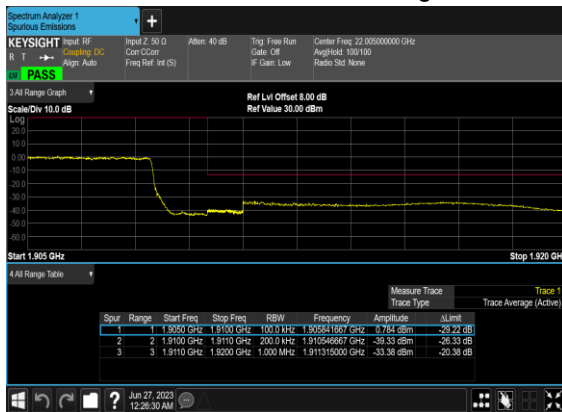 Spectrum Analyzer 1
Spurious Emissions
KEYSIGHT Input: RF Input Z: 50 Ω Atten: 40 dB Trig: Free Run Center Freq: 22.005000000 GHz
R T Coupling: DC Corr CCorr Gate: Off Avg|Hold: 100/100
Align: Auto Freq Ref: Int (S) IF Gain: Low Radio Std: None
PASS
3 All Range Graph
Ref Lvl Offset 8.00 dB
Scale/Div 10.0 dB Ref Value 30.00 dBm
Log
20.0
10.0
0.00
-10.0
-20.0
-30.0
-40.0
-50.0
-60.0
Start 1.905 GHz Stop 1.920 GH
4 All Range Table
Measure Trace Trace 1
Trace Type Trace Average (Active)
Spur Range Start Freq Stop Freq RBW Frequency Amplitude ΔLimit
1 1 1.9050 GHz 1.9100 GHz 100.0 kHz 1.905841667 GHz 0.784 dBm -29.22 dB
2 2 1.9100 GHz 1.9110 GHz 200.0 kHz 1.910546667 GHz -39.33 dBm -26.33 dB
3 3 1.9110 GHz 1.9200 GHz 1.000 MHz 1.911315000 GHz -33.38 dBm -20.38 dB
Jun 27, 2023
12:26:30 AM